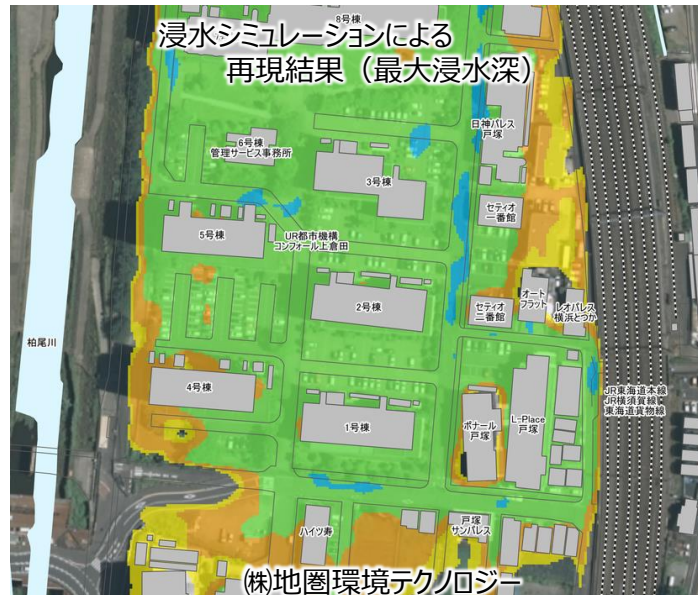 8号棟
浸水シミュレーションによる
再現結果（最大浸水深）
日神パレス
戸塚
6号棟
管理サービス事務所
3号棟
セティオ
一番館
5号棟
UR都市機構
コンフォール上倉田
オート
フラット
レオパレス
横浜とつか
2号棟
セティオ
二番館
柏尾川
4号棟
JR東海道本線
JR横須賀線
東海道貨物線
L-Place
戸塚
ボナール
戸塚
1号棟
ハイツ寿
戸塚
サンパレス
㈱地圏環境テクノロジー